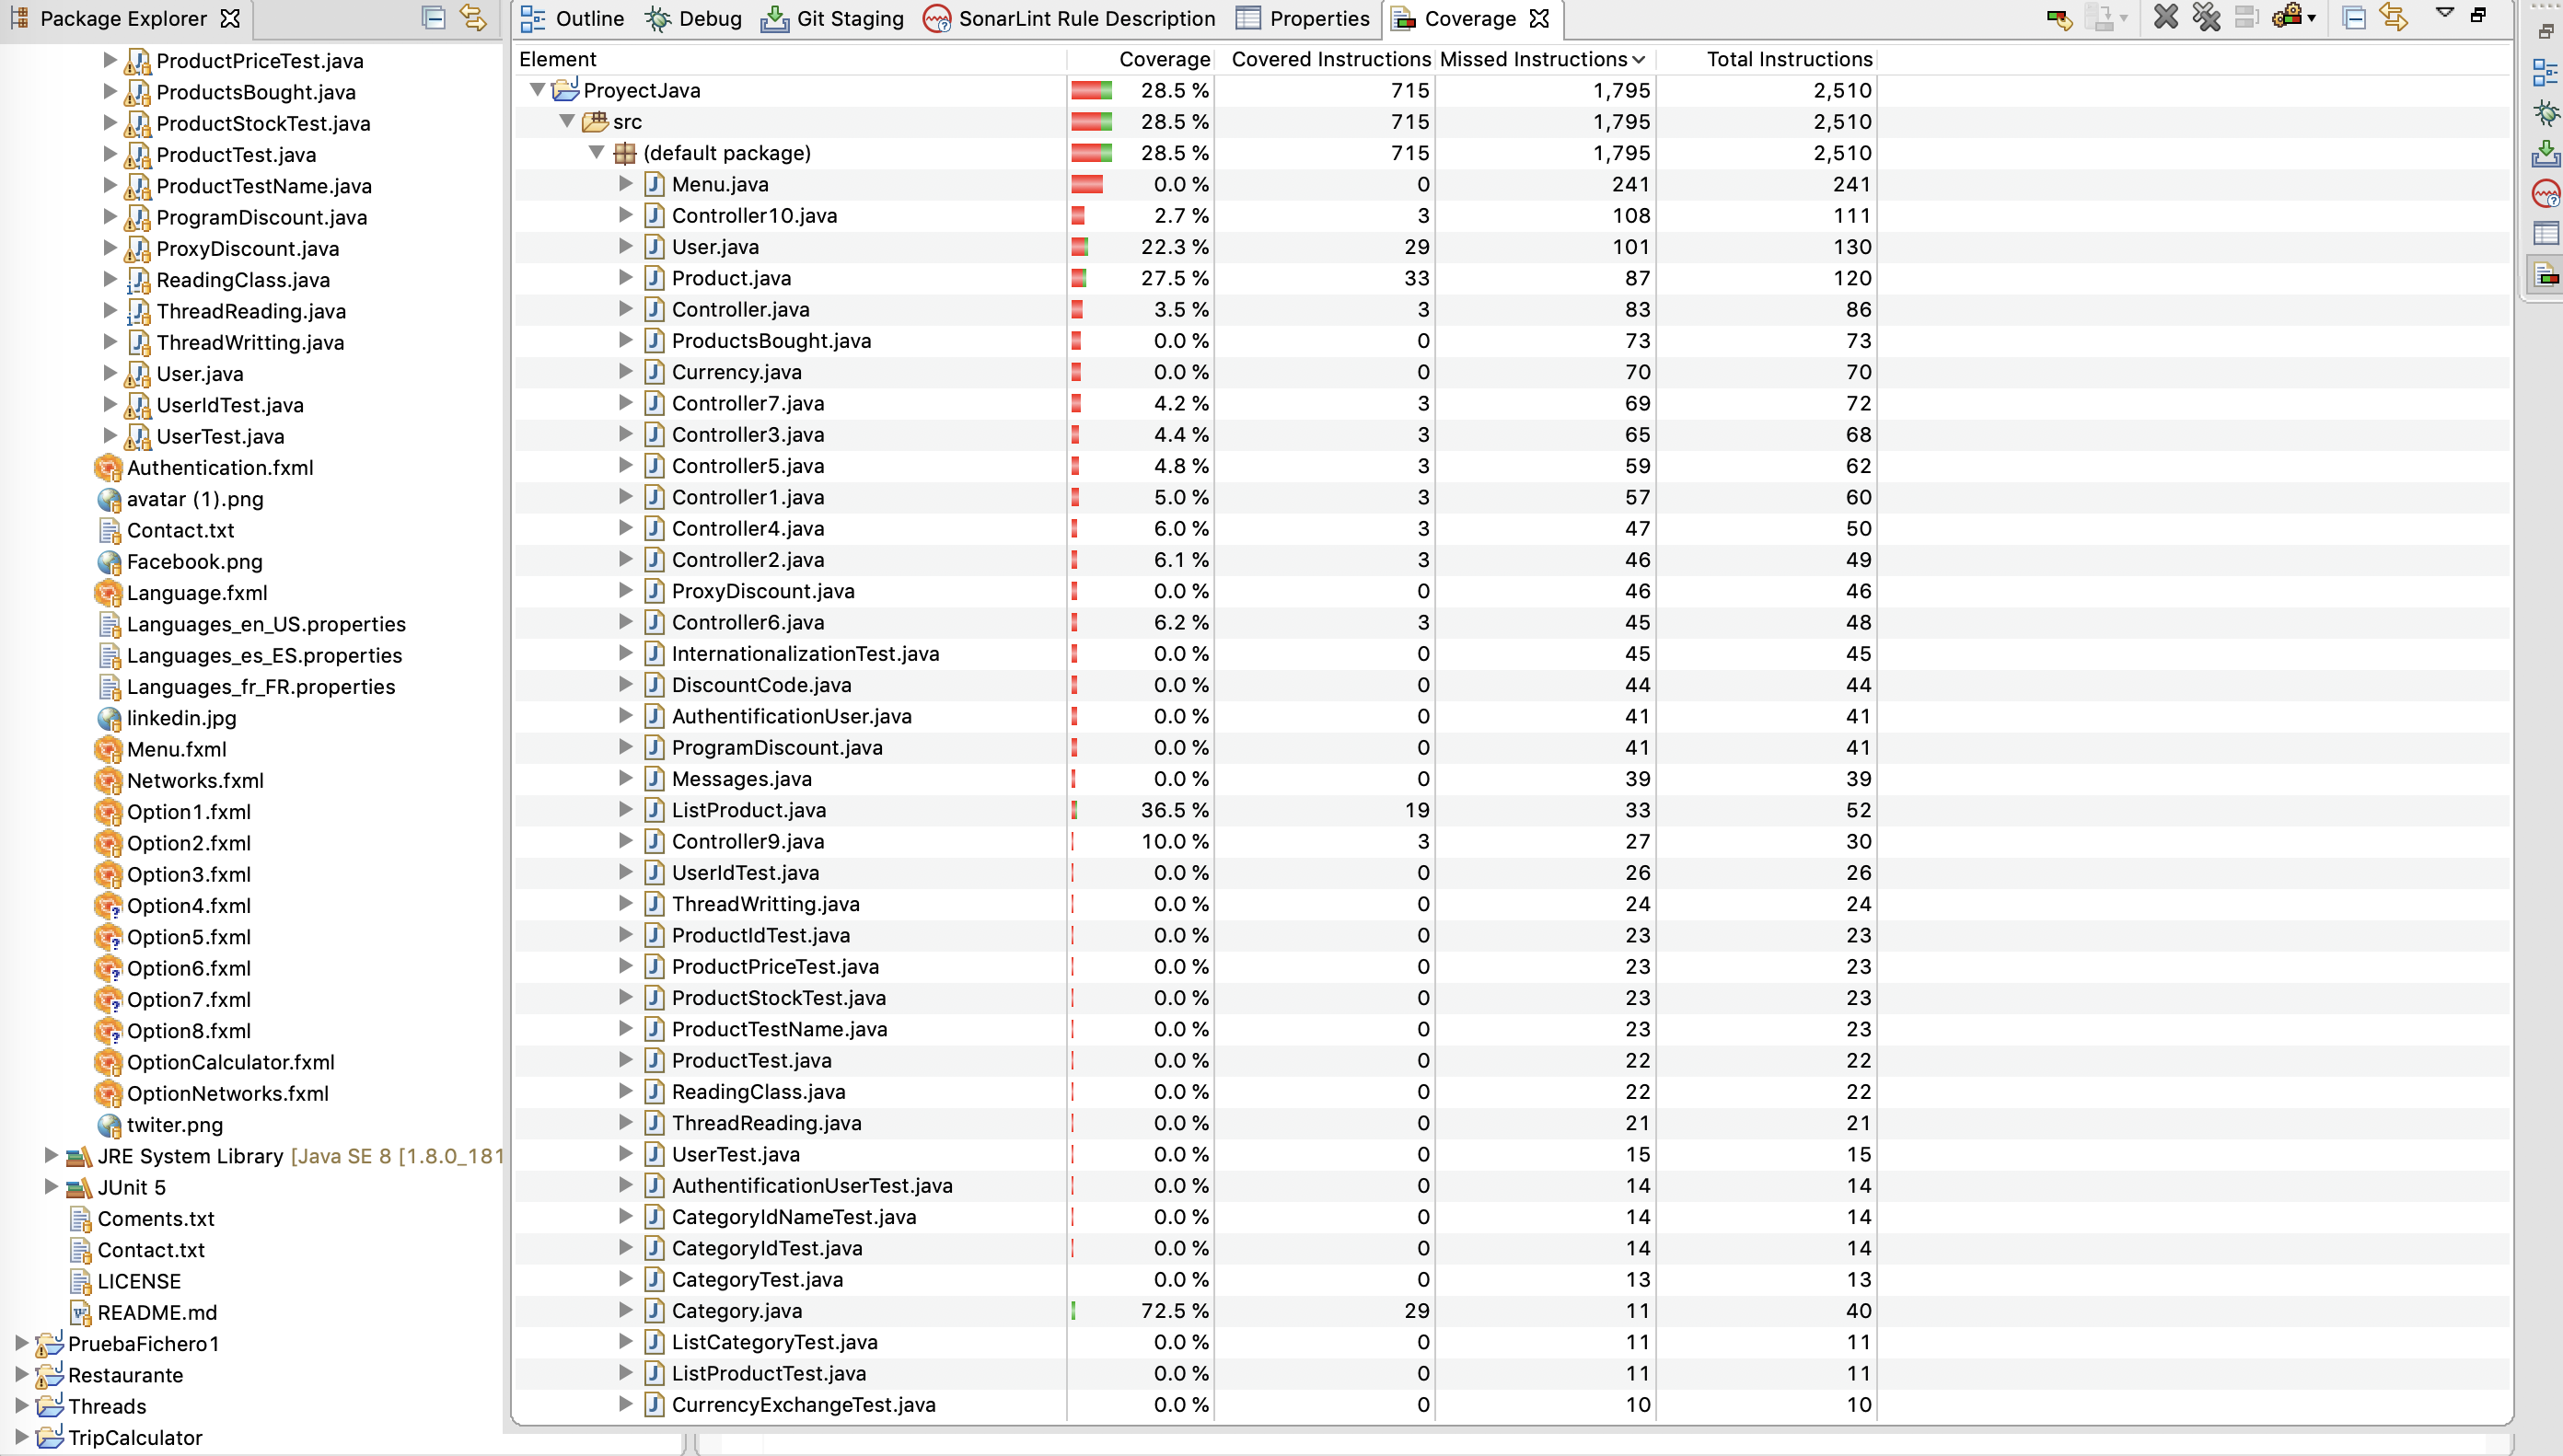 Package Explorer
ProductPriceTest.java
ProductsBought.java
ProductStockTest.java
ProductTest.java
ProductTestName.java
ProgramDiscount.java
ProxyDiscount.java
ReadingClass.java
ThreadReading.java
ThreadWritting.java
User.java
UserIdTest.java
UserTest.java
Authentication.fxml
avatar (1).png
Contact.txt
Facebook.png
Language.fxml
Languages_en_US.properties
Languages_es_ES.properties
Languages_fr_FR.properties
linkedin.jpg
Menu.fxml
Networks.fxml
Option1.fxml
Option2.fxml
Option3.fxml
Option4.fxml
Option5.fxml
Option6.fxml
Option7.fxml
Option8.fxml
OptionCalculator.fxml
OptionNetworks.fxml
twiter.png
JRE System Library [Java SE 8 [1.8.0_181
JUnit 5
Coments.txt
Contact.txt
LICENSE
README.md
PruebaFichero1
Restaurante
Threads
TripCalculator
Outline Debug Git Staging SonarLint Rule Description Properties Coverage
Element Coverage Covered Instructions Missed Instructions Total Instructions
ProyectJava 28.5 % 715 1,795 2,510
src 28.5 % 715 1,795 2,510
(default package) 28.5 % 715 1,795 2,510
Menu.java 0.0 % 0 241 241
Controller10.java 2.7 % 3 108 111
User.java 22.3 % 29 101 130
Product.java 27.5 % 33 87 120
Controller.java 3.5 % 3 83 86
ProductsBought.java 0.0 % 0 73 73
Currency.java 0.0 % 0 70 70
Controller7.java 4.2 % 3 69 72
Controller3.java 4.4 % 3 65 68
Controller5.java 4.8 % 3 59 62
Controller1.java 5.0 % 3 57 60
Controller4.java 6.0 % 3 47 50
Controller2.java 6.1 % 3 46 49
ProxyDiscount.java 0.0 % 0 46 46
Controller6.java 6.2 % 3 45 48
InternationalizationTest.java 0.0 % 0 45 45
DiscountCode.java 0.0 % 0 44 44
AuthentificationUser.java 0.0 % 0 41 41
ProgramDiscount.java 0.0 % 0 41 41
Messages.java 0.0 % 0 39 39
ListProduct.java 36.5 % 19 33 52
Controller9.java 10.0 % 3 27 30
UserIdTest.java 0.0 % 0 26 26
ThreadWritting.java 0.0 % 0 24 24
ProductIdTest.java 0.0 % 0 23 23
ProductPriceTest.java 0.0 % 0 23 23
ProductStockTest.java 0.0 % 0 23 23
ProductTestName.java 0.0 % 0 23 23
ProductTest.java 0.0 % 0 22 22
ReadingClass.java 0.0 % 0 22 22
ThreadReading.java 0.0 % 0 21 21
UserTest.java 0.0 % 0 15 15
AuthentificationUserTest.java 0.0 % 0 14 14
CategoryIdNameTest.java 0.0 % 0 14 14
CategoryIdTest.java 0.0 % 0 14 14
CategoryTest.java 0.0 % 0 13 13
Category.java 72.5 % 29 11 40
ListCategoryTest.java 0.0 % 0 11 11
ListProductTest.java 0.0 % 0 11 11
CurrencyExchangeTest.java 0.0 % 0 10 10